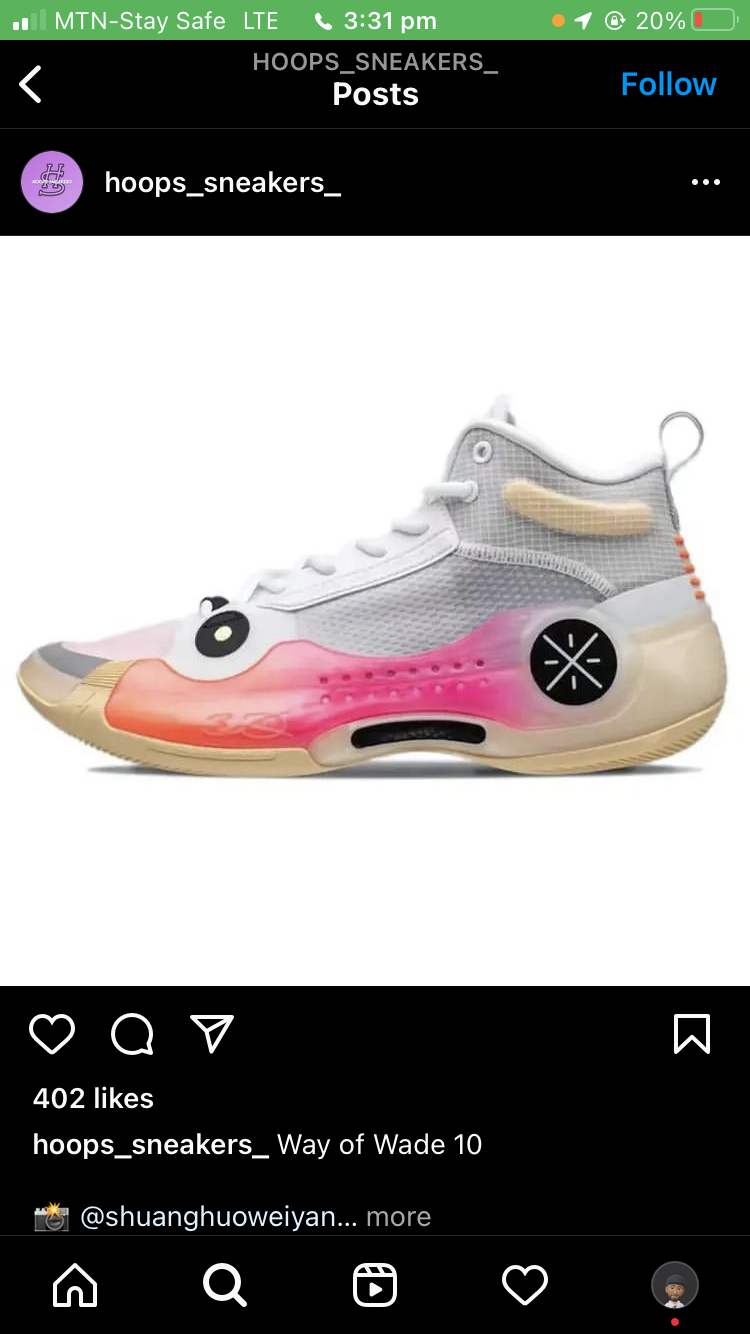 MTN-Stay Safe LTE 3:31 pm 20%
HOOPS_SNEAKERS_
Posts
Follow
hoops_sneakers_
402 likes
hoops_sneakers_ Way of Wade 10
📸 @shuanghuoweiyan... more